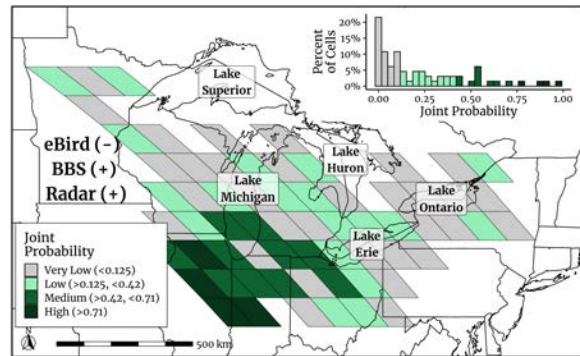 20%
15%
10%
5%
0%
Percent
of Cells
0.00
0.25
0.50
0.75
1.00
Joint Probability
Lake
Superior
eBird (-)
BBS (+)
Radar (+)
Lake
Michigan
Lake
Huron
Lake
Ontario
Lake
Erie
Joint
Probability
Very Low (<0.125)
Low (>0.125, <0.42)
Medium (>0.42, <0.71)
High (>0.71)
N
500 km